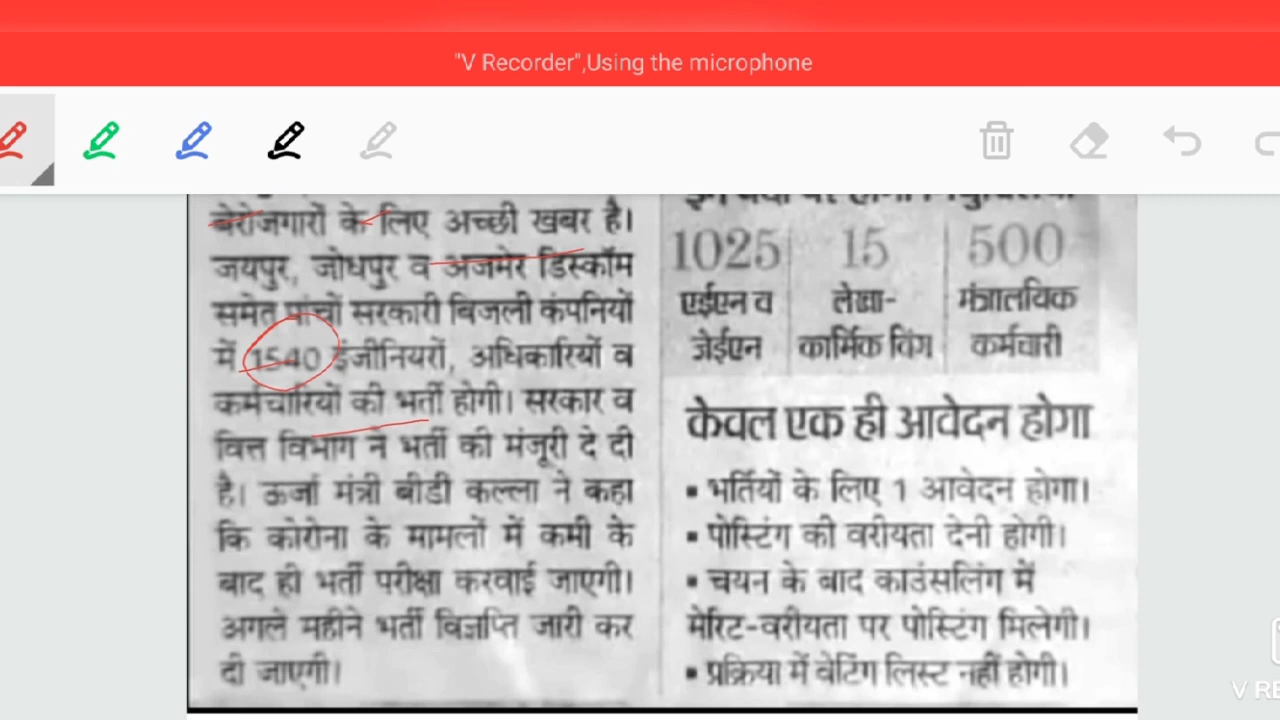 "V Recorder",Using the microphone
बेरोजगारों के लिए अच्छी खबर है।
जयपुर, जोधपुर व अजमेर डिस्कॉम
समेत पांचों सरकारी बिजली कंपनियों
में 1540 इंजीनियरों, अधिकारियों व
कर्मचारियों की भर्ती होगी। सरकार व
वित्त विभाग ने भर्ती की मंजूरी दे दी
है। ऊर्जा मंत्री बीडी कल्ला ने कहा
कि कोरोना के मामलों में कमी के
बाद ही भर्ती परीक्षा करवाई जाएगी।
अगले महीने भर्ती विज्ञप्ति जारी कर
दी जाएगी।
1025 15 500
एईएन व लेखा- मंत्रालयिक
जेईएन कार्मिक विंग कर्मचारी
केवल एक ही आवेदन होगा
▪ भर्तियों के लिए 1 आवेदन होगा।
▪ पोस्टिंग की वरीयता देनी होगी।
▪ चयन के बाद काउंसलिंग में
मेरिट-वरीयता पर पोस्टिंग मिलेगी।
▪ प्रक्रिया में वेटिंग लिस्ट नहीं होगी।
V RE